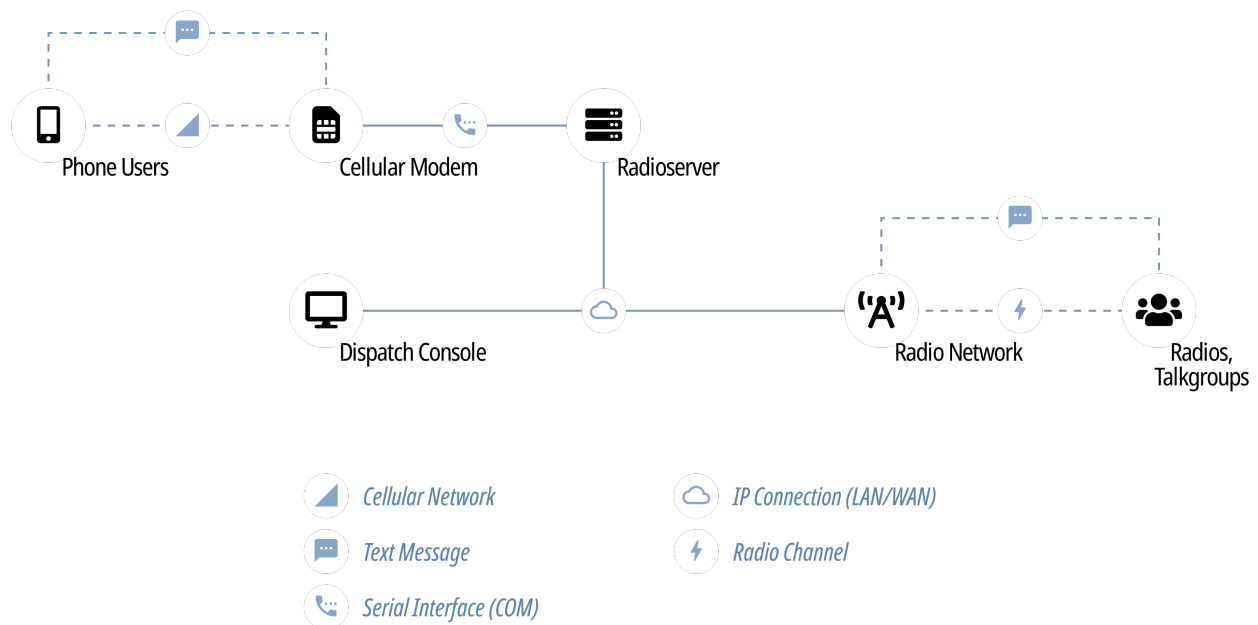 Phone Users
Cellular Modem
Radioserver
Dispatch Console
Radio Network
Radios,
Talkgroups
Cellular Network
IP Connection (LAN/WAN)
Text Message
Radio Channel
Serial Interface (COM)